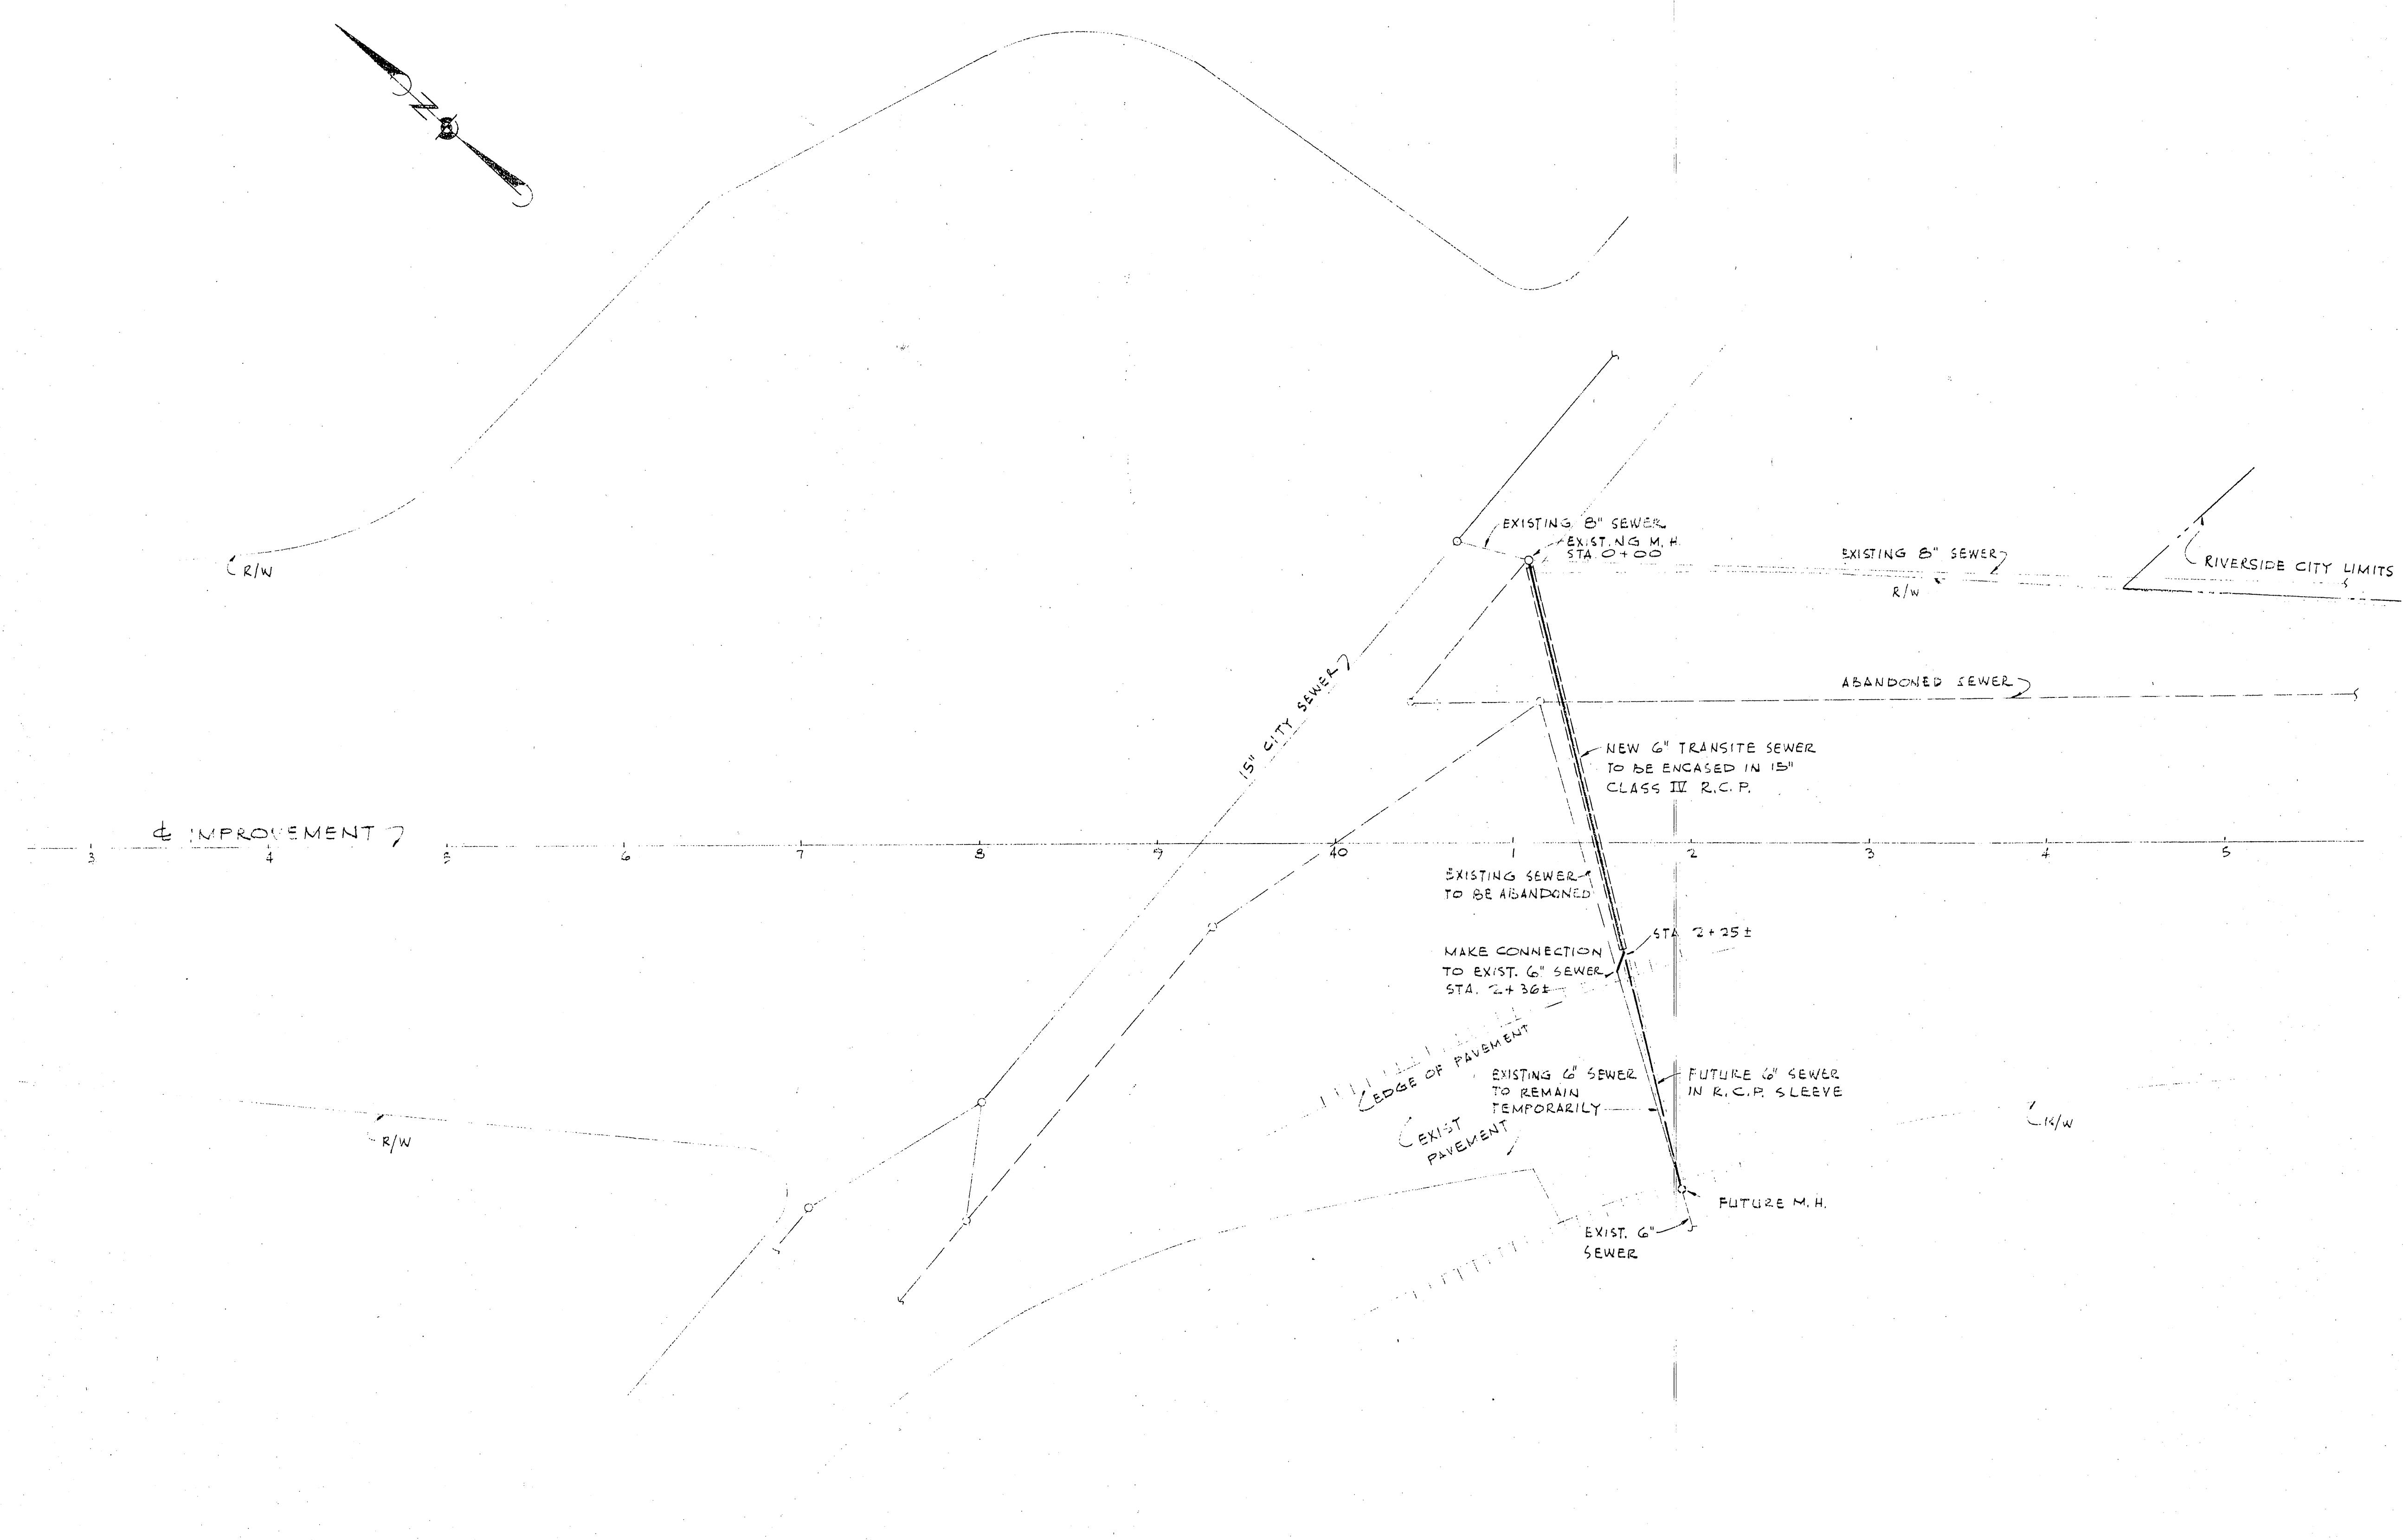 N
EXISTING 8" SEWER
EXIST.NG M.H.
STA. 0+00
EXISTING 8" SEWER
RIVERSIDE CITY LIMITS
R/W
R/W
ABANDONED SEWER
15" CITY SEWER
NEW 6" TRANSITE SEWER
TO BE ENCASED IN 15"
CLASS IV R.C.P.
℄ IMPROVEMENT
3 4 5 6 7 8 9 40 1 2 3 4 5
EXISTING SEWER
TO BE ABANDONED
STA 2+25±
MAKE CONNECTION
TO EXIST. 6" SEWER
STA. 2+36±
EDGE OF PAVEMENT
EXISTING 6" SEWER
TO REMAIN
TEMPORARILY
FUTURE 6" SEWER
IN R.C.P. SLEEVE
R/W
R/W
EXIST
PAVEMENT
FUTURE M.H.
EXIST. 6"
SEWER